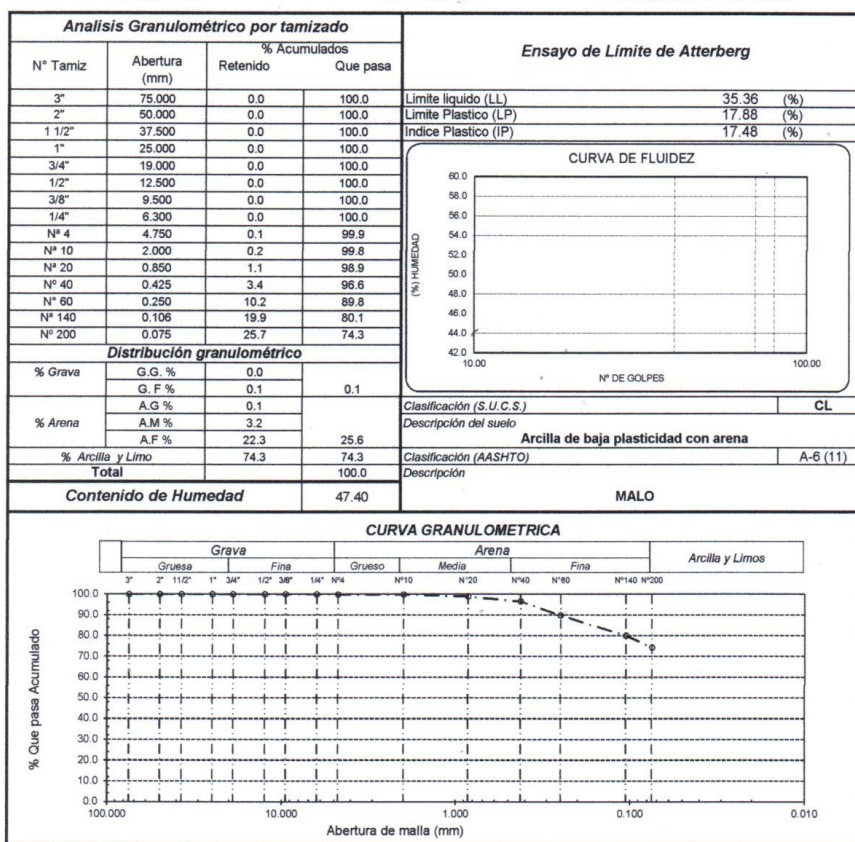 Analisis Granulométrico por tamizado
N° Tamiz Abertura (mm) % Acumulados
Retenido Que pasa
3" 75.000 0.0 100.0
2" 50.000 0.0 100.0
1 1/2" 37.500 0.0 100.0
1" 25.000 0.0 100.0
3/4" 19.000 0.0 100.0
1/2" 12.500 0.0 100.0
3/8" 9.500 0.0 100.0
1/4" 6.300 0.0 100.0
Nª 4 4.750 0.1 99.9
Nª 10 2.000 0.2 99.8
Nª 20 0.850 1.1 98.9
Nº 40 0.425 3.4 96.6
N° 60 0.250 10.2 89.8
Nª 140 0.106 19.9 80.1
Nº 200 0.075 25.7 74.3
Distribución granulométrico
% Grava G.G. % 0.0
G. F % 0.1 0.1
% Arena A.G % 0.1
A.M % 3.2
A.F % 22.3 25.6
% Arcilla y Limo 74.3 74.3
Total 100.0
Contenido de Humedad 47.40
Ensayo de Límite de Atterberg
Limite liquido (LL) 35.36 (%)
Limite Plastico (LP) 17.88 (%)
Indice Plastico (IP) 17.48 (%)
CURVA DE FLUIDEZ
(%) HUMEDAD
60.0
58.0
56.0
54.0
52.0
50.0
48.0
46.0
44.0
42.0
10.00 100.00
Nº DE GOLPES
Clasificación (S.U.C.S.) CL
Descripción del suelo
Arcilla de baja plasticidad con arena
Clasificación (AASHTO) A-6 (11)
Descripción
MALO
CURVA GRANULOMETRICA
Grava Arena Arcilla y Limos
Gruesa Fina Grueso Media Fina
3" 2" 11/2" 1" 3/4" 1/2" 3/8" 1/4" Nº4 N°10 N°20 Nº40 N°60 N°140 N°200
% Que pasa Acumulado
100.0
90.0
80.0
70.0
60.0
50.0
40.0
30.0
20.0
10.0
0.0
100.000 10.000 1.000 0.100 0.010
Abertura de malla (mm)